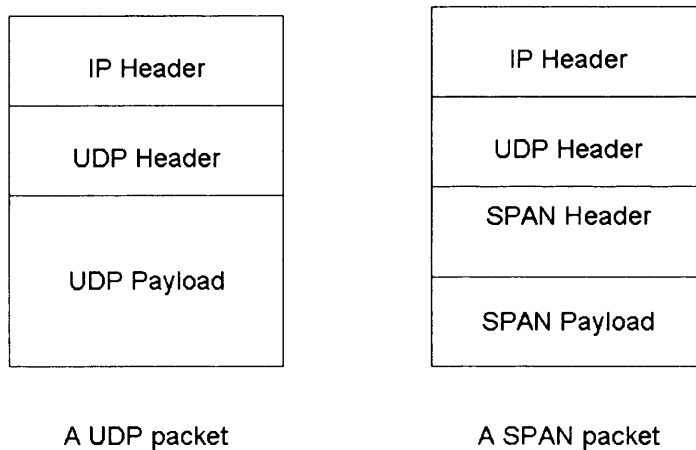 IP Header
UDP Header
UDP Payload
A UDP packet
IP Header
UDP Header
SPAN Header
SPAN Payload
A SPAN packet